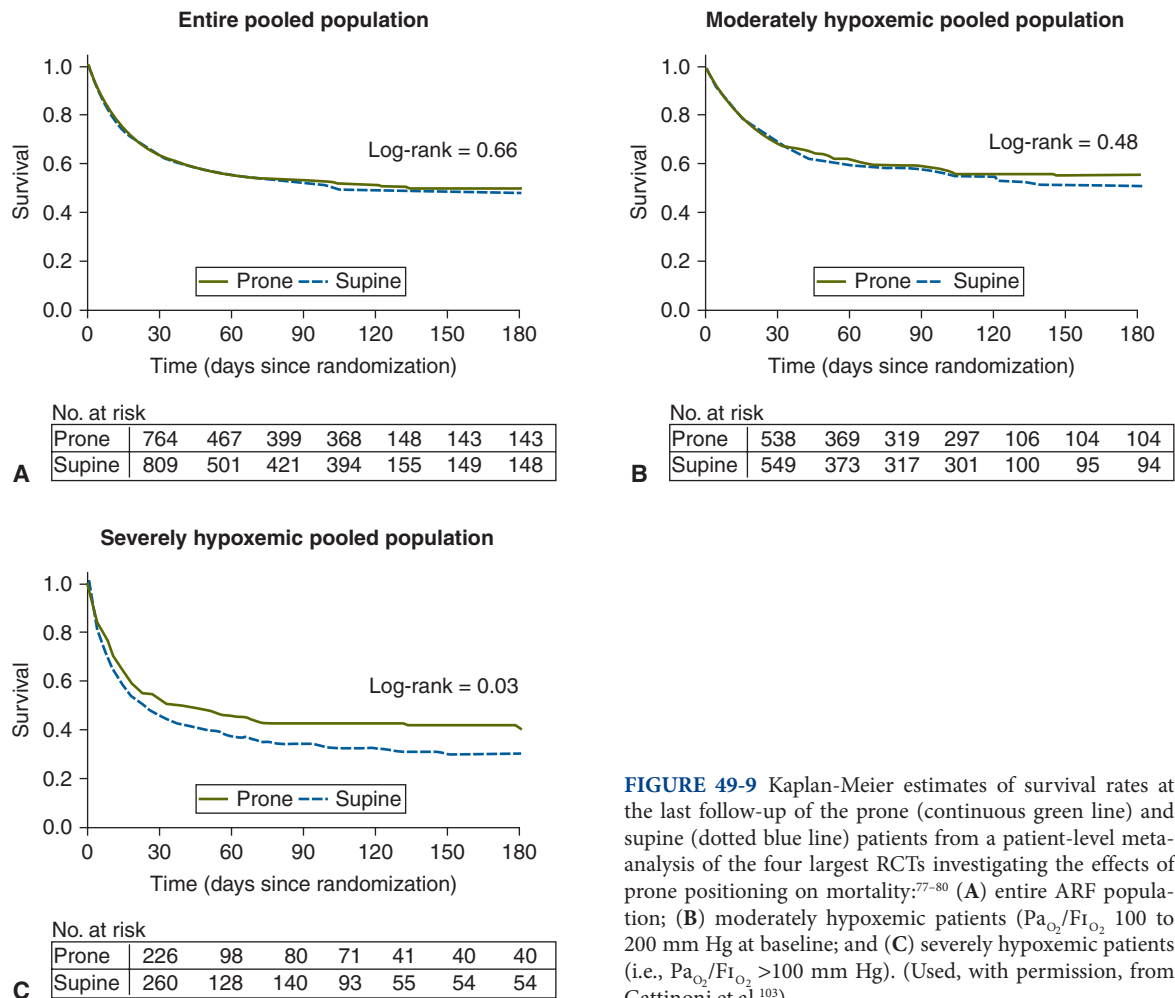 Entire pooled population
1.0
0.8
0.6
0.4
0.2
0.0
Survival
Log-rank = 0.66
Prone Supine
0 30 60 90 120 150 180
Time (days since randomization)
No. at risk
Prone 764 467 399 368 148 143 143
Supine 809 501 421 394 155 149 148
A
Moderately hypoxemic pooled population
1.0
0.8
0.6
0.4
0.2
0.0
Survival
Log-rank = 0.48
Prone Supine
0 30 60 90 120 150 180
Time (days since randomization)
No. at risk
Prone 538 369 319 297 106 104 104
Supine 549 373 317 301 100 95 94
B
Severely hypoxemic pooled population
1.0
0.8
0.6
0.4
0.2
0.0
Survival
Log-rank = 0.03
Prone Supine
0 30 60 90 120 150 180
Time (days since randomization)
No. at risk
Prone 226 98 80 71 41 40 40
Supine 260 128 140 93 55 54 54
C
FIGURE 49-9 Kaplan-Meier estimates of survival rates at
the last follow-up of the prone (continuous green line) and
supine (dotted blue line) patients from a patient-level meta-
analysis of the four largest RCTs investigating the effects of
prone positioning on mortality:77–80 (A) entire ARF popula-
tion; (B) moderately hypoxemic patients (PaO2/FIO2 100 to
200 mm Hg at baseline; and (C) severely hypoxemic patients
(i.e., PaO2/FIO2 >100 mm Hg). (Used, with permission, from
Gattinoni et al.103)